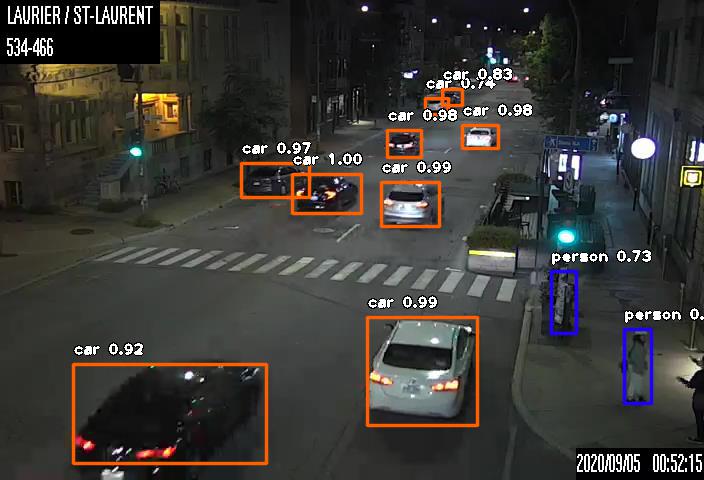 LAURIER / ST-LAURENT
534-466
car 0.83
car 0.74
car 0.98
car 0.98
car 0.97
car 1.00
car 0.99
person 0.73
car 0.99
person 0.
car 0.92
2020/09/05 00:52:15